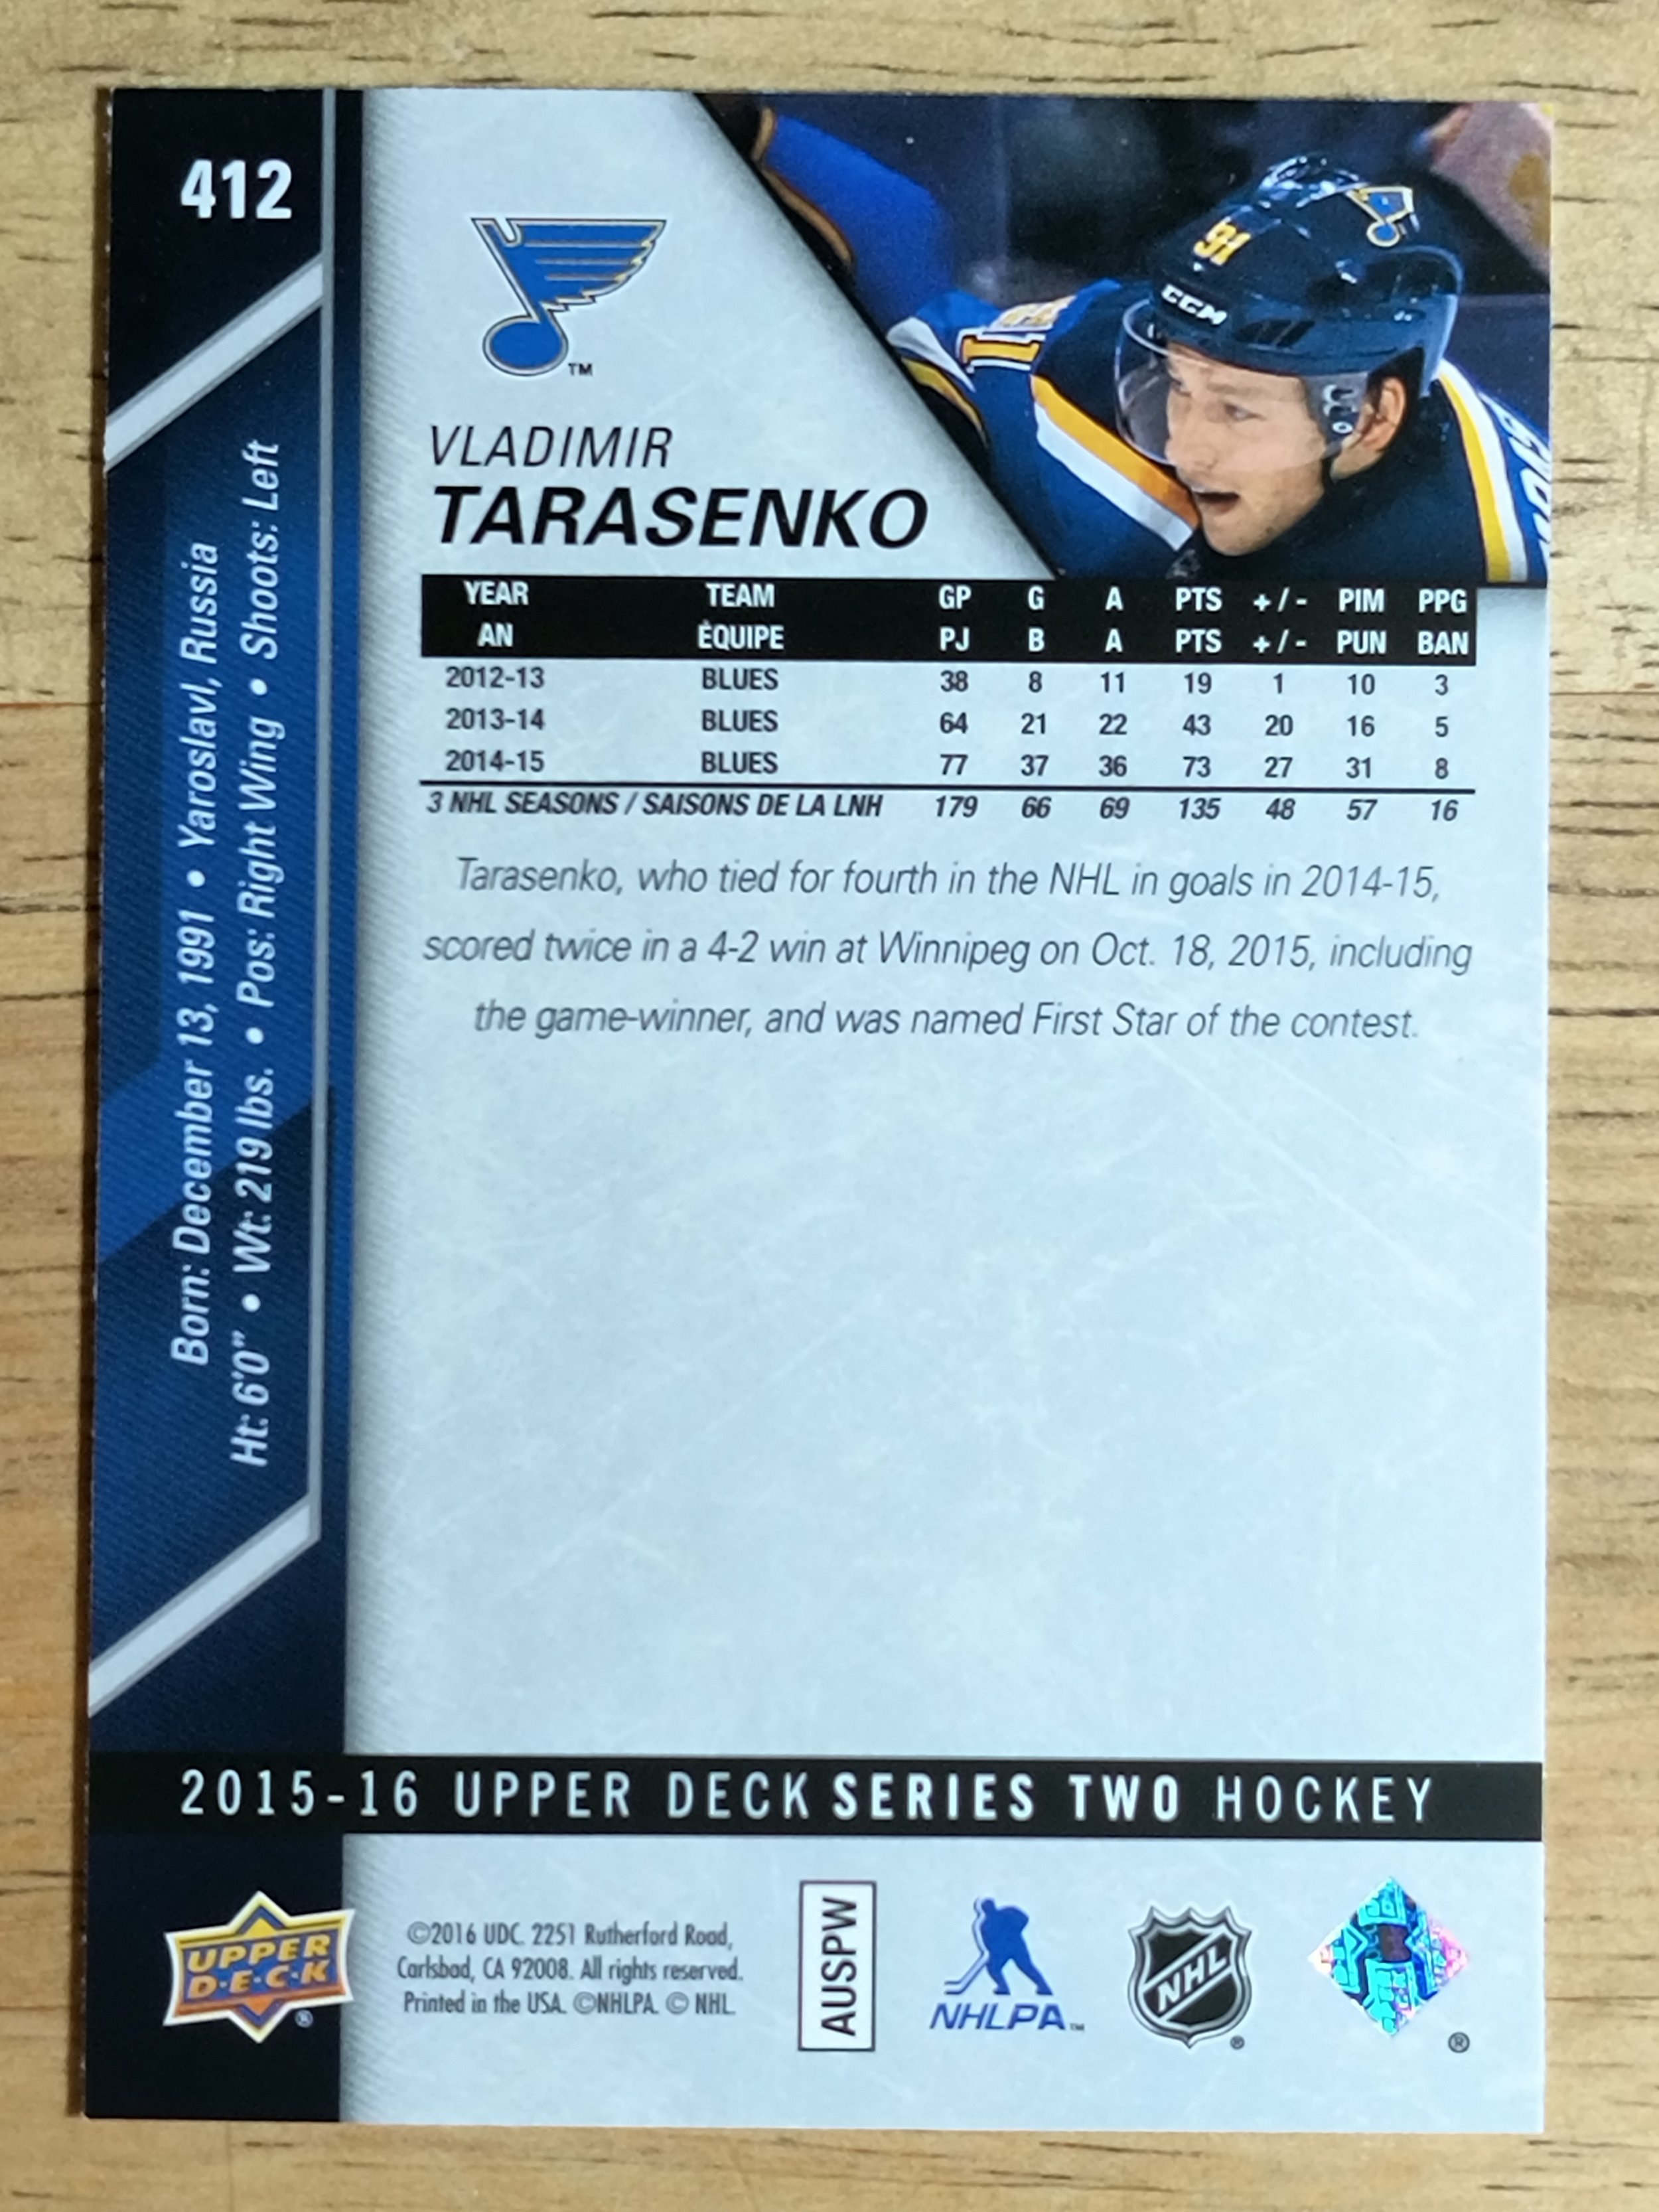 412
Born: December 13, 1991 • Yaroslavl, Russia
Ht: 6'0" • Wt: 219 lbs. • Pos: Right Wing • Shoots: Left
TM
91
CCM
VLADIMIR
TARASENKO
YEAR TEAM GP G A PTS +/- PIM PPG
AN ÉQUIPE PJ B A PTS +/- PUN BAN
2012-13 BLUES 38 8 11 19 1 10 3
2013-14 BLUES 64 21 22 43 20 16 5
2014-15 BLUES 77 37 36 73 27 31 8
3 NHL SEASONS / SAISONS DE LA LNH 179 66 69 135 48 57 16
Tarasenko, who tied for fourth in the NHL in goals in 2014-15,
scored twice in a 4-2 win at Winnipeg on Oct. 18, 2015, including
the game-winner, and was named First Star of the contest.
2015-16 UPPER DECK SERIES TWO HOCKEY
UPPER
D•E•C•K
®
©2016 UDC. 2251 Rutherford Road,
Carlsbad, CA 92008. All rights reserved.
Printed in the USA. ©NHLPA. © NHL.
AUSPW
NHLPA™
NHL
®
®